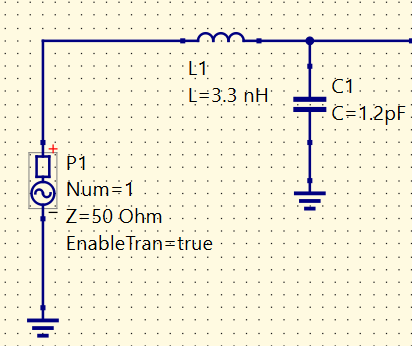 L1
L=3.3 nH
C1
C=1.2pF
P1
Num=1
Z=50 Ohm
EnableTran=true